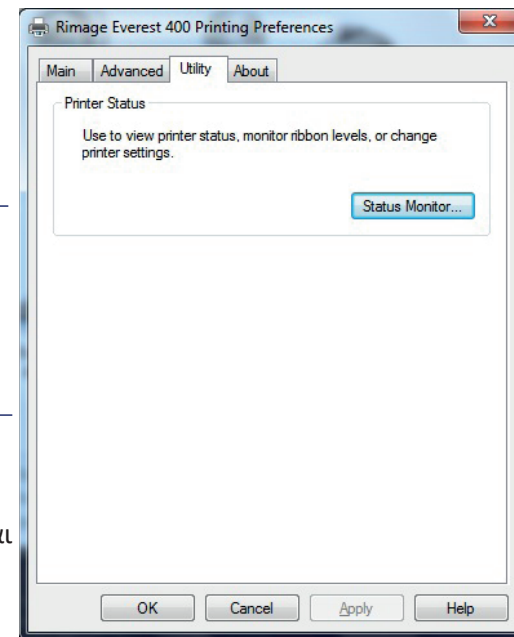 Rimage Everest 400 Printing Preferences
Main Advanced Utility About
Printer Status
Use to view printer status, monitor ribbon levels, or change
printer settings.
Status Monitor...
αι
OK Cancel Apply Help